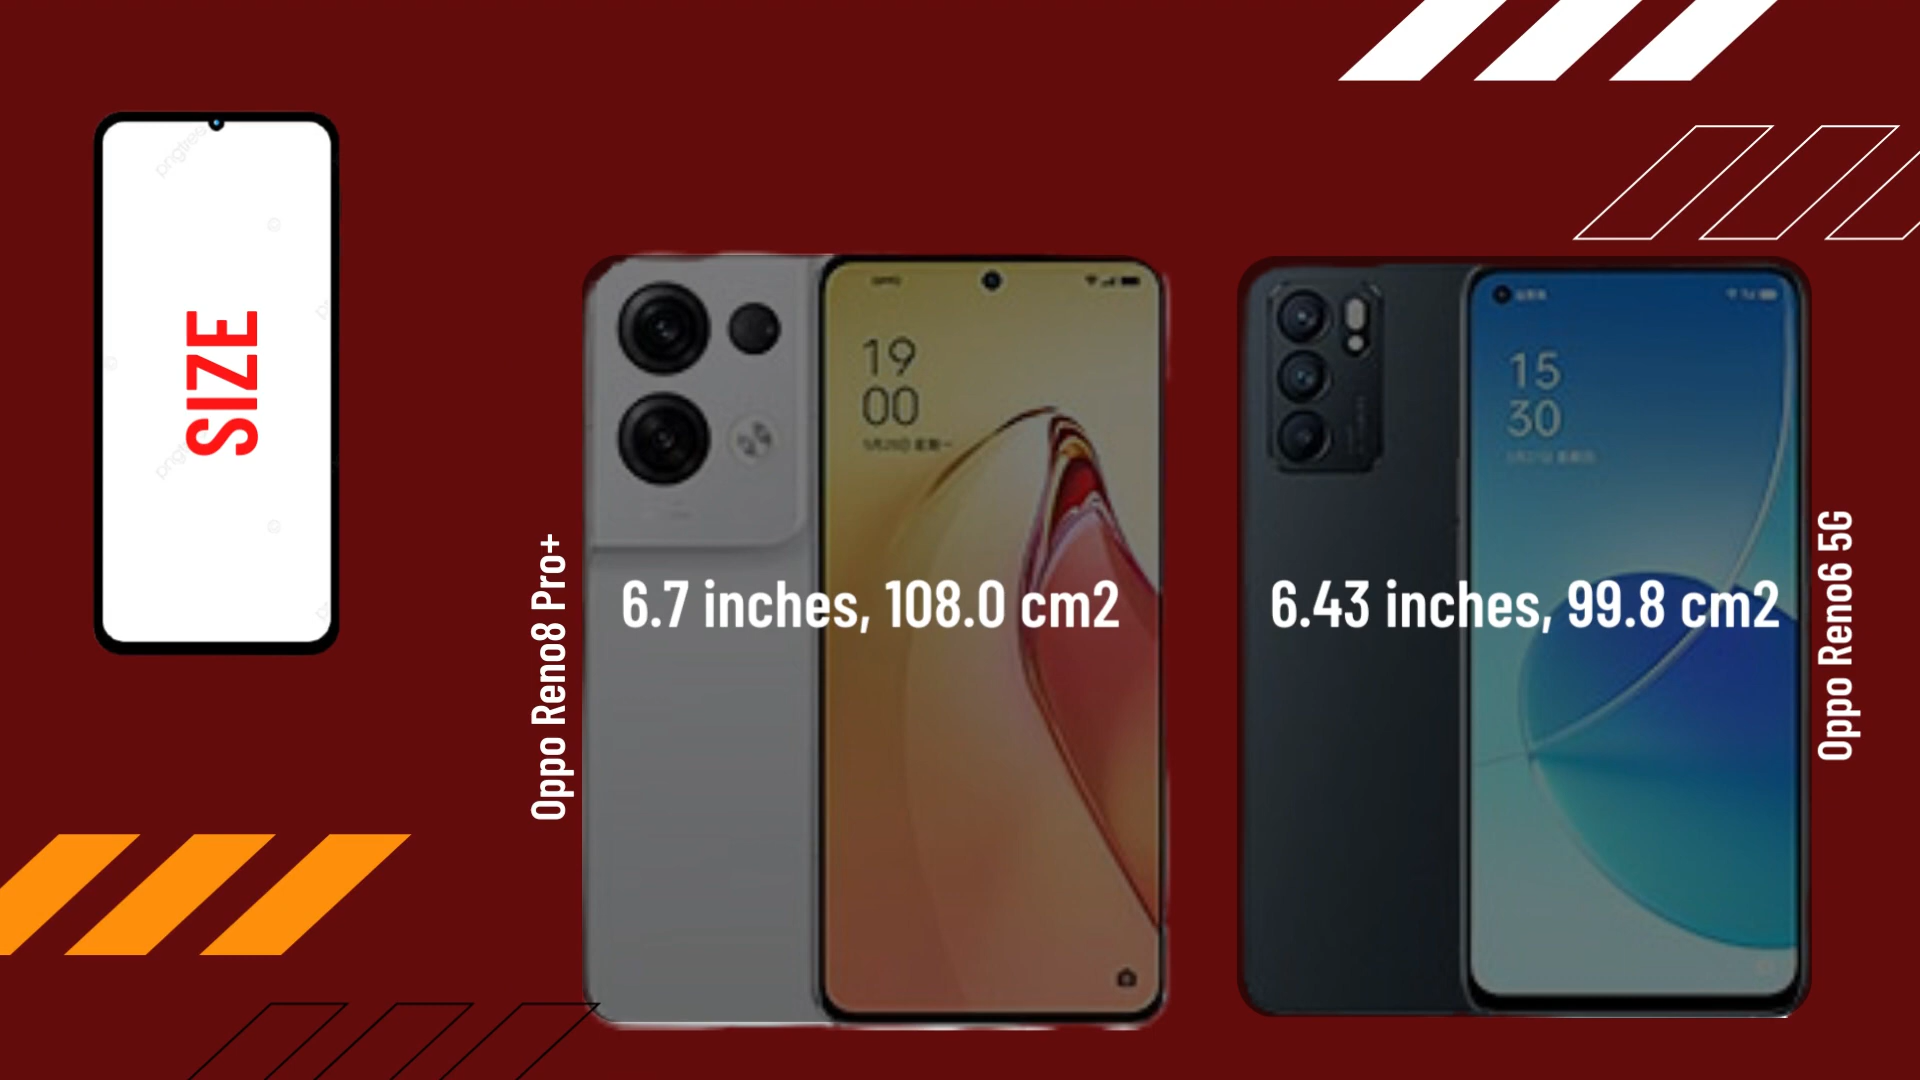 SIZE
pngtree
Oppo Reno8 Pro+
19
00
6.7 inches, 108.0 cm2
15
30
6.43 inches, 99.8 cm2
Oppo Reno6 5G